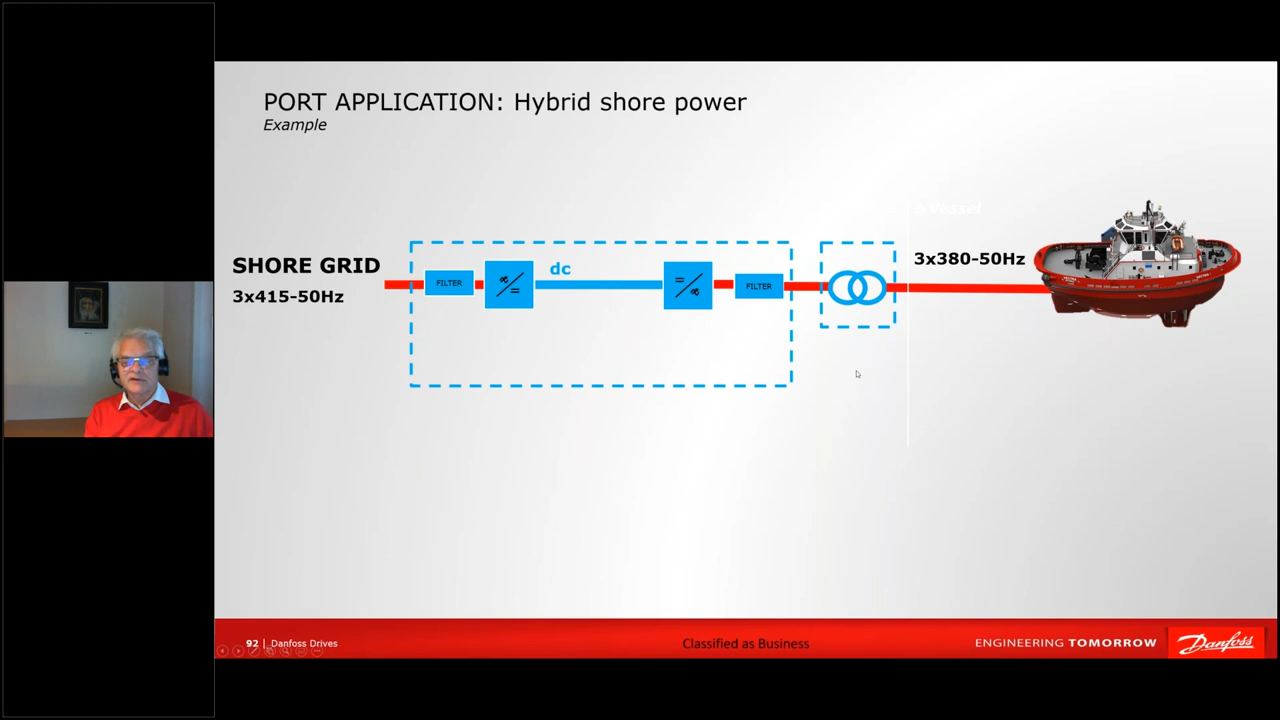 PORT APPLICATION: Hybrid shore power
Example
Vessel
SHORE GRID
3x415-50Hz
FILTER
dc
FILTER
3x380-50Hz
92 | Danfoss Drives
Classified as Business
ENGINEERING TOMORROW
Danfoss